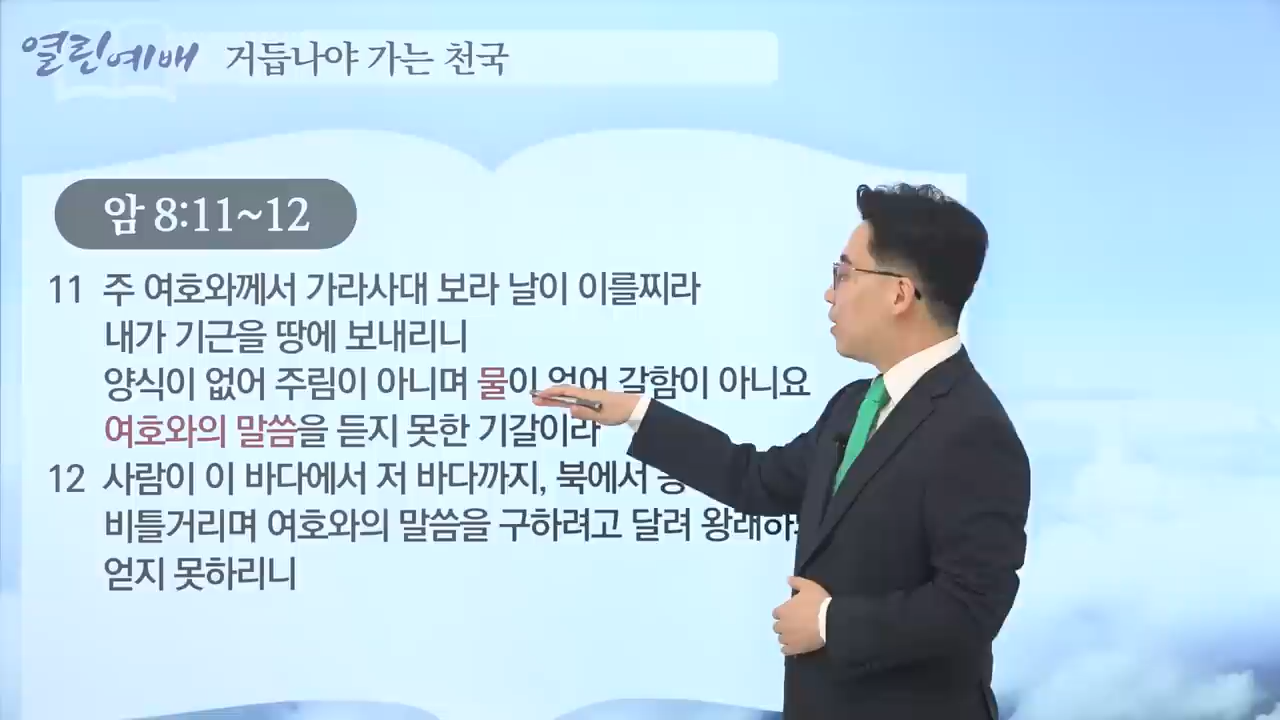 열린예배 거듭나야 가는 천국
암 8:11~12
11 주 여호와께서 가라사대 보라 날이 이를찌라
내가 기근을 땅에 보내리니
양식이 없어 주림이 아니며 물이 없어 갈함이 아니요
여호와의 말씀을 듣지 못한 기갈이라
12 사람이 이 바다에서 저 바다까지, 북에서
비틀거리며 여호와의 말씀을 구하려고 달려
얻지 못하리니